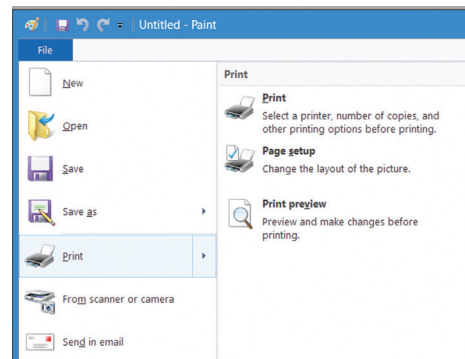 Untitled - Paint
File
New
Open
Save
Save as
Print
From scanner or camera
Send in email
Print
Print
Select a printer, number of copies, and
other printing options before printing.
Page setup
Change the layout of the picture.
Print preview
Preview and make changes before
printing.